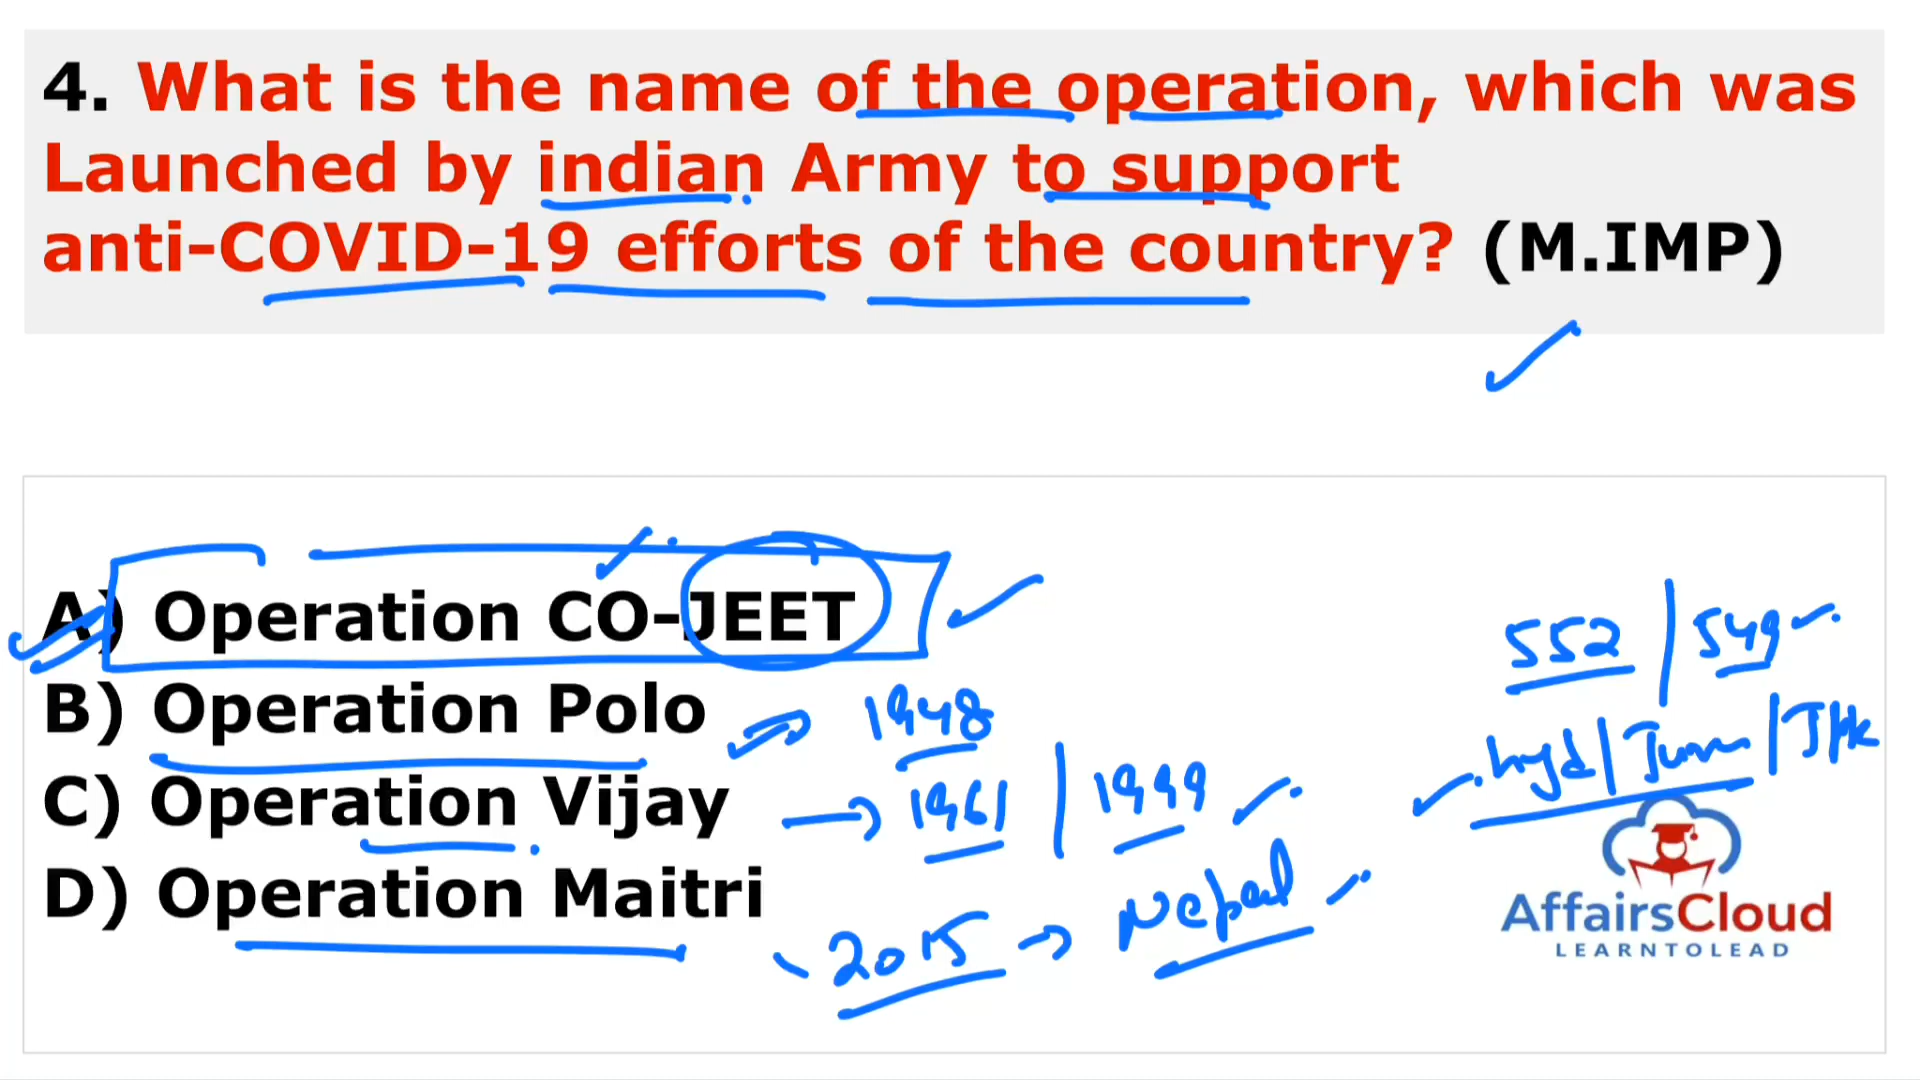 4. What is the name of the operation, which was
Launched by indian Army to support
anti-COVID-19 efforts of the country? (M.IMP)
A) Operation CO-JEET
B) Operation Polo
C) Operation Vijay
D) Operation Maitri
1948
1961 | 1999
2015 → Nepal
552 | 549
hyd/ Junа / J/k
AffairsCloud
LEARNTOLEAD